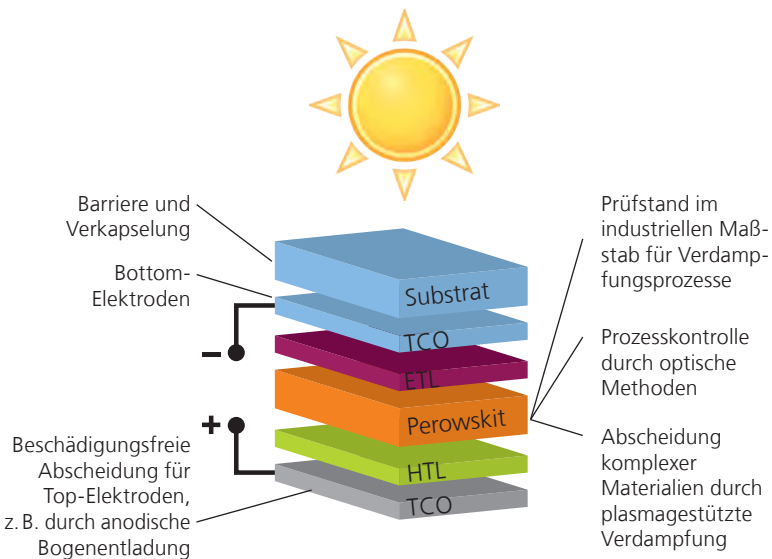 Barriere und
Verkapselung
Bottom-
Elektroden
–
+
Beschädigungsfreie
Abscheidung für
Top-Elektroden,
z. B. durch anodische
Bogenentladung
Substrat
TCO
ETL
Perowskit
HTL
TCO
Prüfstand im
industriellen Maß-
stab für Verdamp-
fungsprozesse
Prozesskontrolle
durch optische
Methoden
Abscheidung
komplexer
Materialien durch
plasmagestützte
Verdampfung